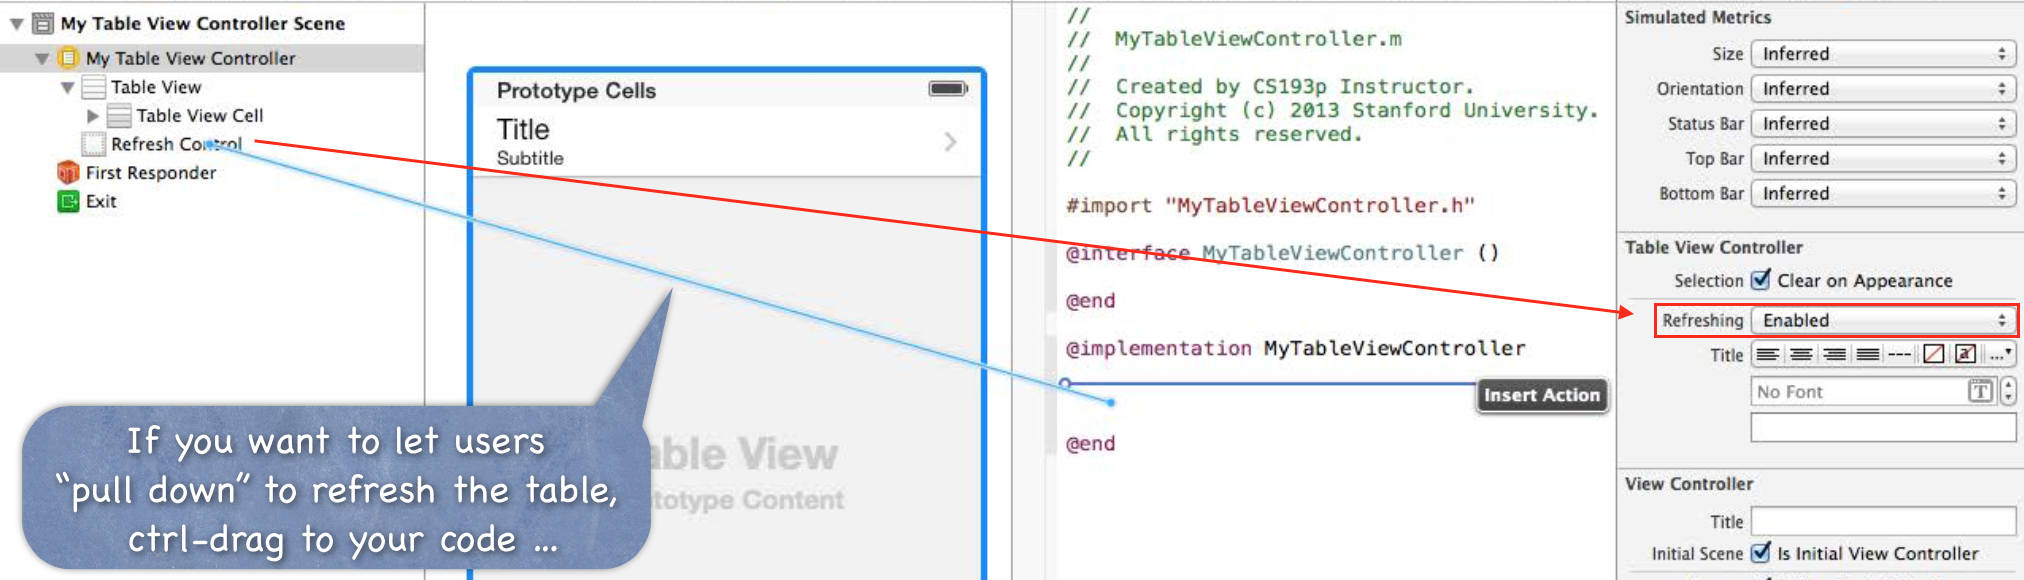 My Table View Controller Scene
My Table View Controller
Table View
Table View Cell
Refresh Control
First Responder
Exit
Prototype Cells
Title
Subtitle
able View
totype Content
If you want to let users
“pull down” to refresh the table,
ctrl-drag to your code ...
//
// MyTableViewController.m
//
// Created by CS193p Instructor.
// Copyright (c) 2013 Stanford University.
// All rights reserved.
//
#import "MyTableViewController.h"
@interface MyTableViewController ()
@end
@implementation MyTableViewController
Insert Action
@end
Simulated Metrics
Size Inferred
Orientation Inferred
Status Bar Inferred
Top Bar Inferred
Bottom Bar Inferred
Table View Controller
Selection Clear on Appearance
Refreshing Enabled
Title
No Font T
View Controller
Title
Initial Scene Is Initial View Controller